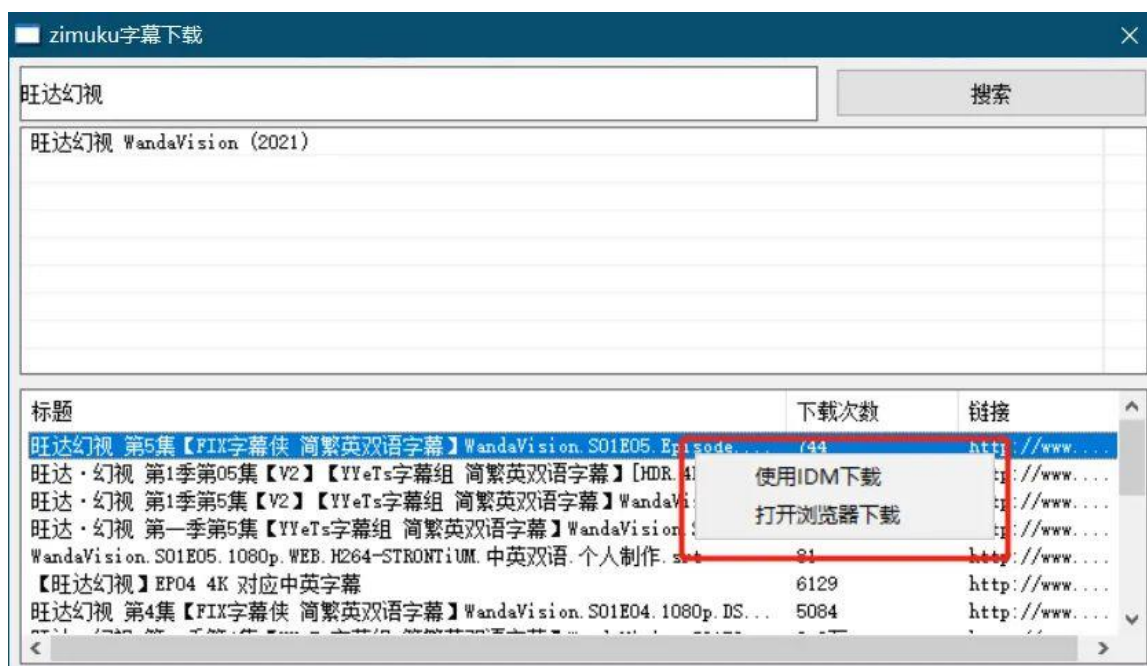 zimuku字幕下载
旺达幻视
搜索
旺达幻视 WandaVision (2021)
标题 下载次数 链接
旺达幻视 第5集【FIX字幕侠 简繁英双语字幕】WandaVision.S01E05.Episode.... 744 http://www....
旺达·幻视 第1季第05集【V2】【YYeTs字幕组 简繁英双语字幕】[HDR. ://www....
旺达·幻视 第1季第5集【V2】【YYeTs字幕组 简繁英双语字幕】 ://www....
旺达·幻视 第一季第5集【YYeTs字幕组 简繁英双语字幕】WandaVision. ://www....
使用IDM下载
打开浏览器下载
WandaVision.S01E05.1080p.WEB.H264-STRONTiUM.中英双语.个人制作.srt 81 http://www....
【旺达幻视】EP04 4K 对应中英字幕 6129 http://www....
旺达幻视 第4集【FIX字幕侠 简繁英双语字幕】WandaVision.S01E04.1080p.DS... 5084 http://www....